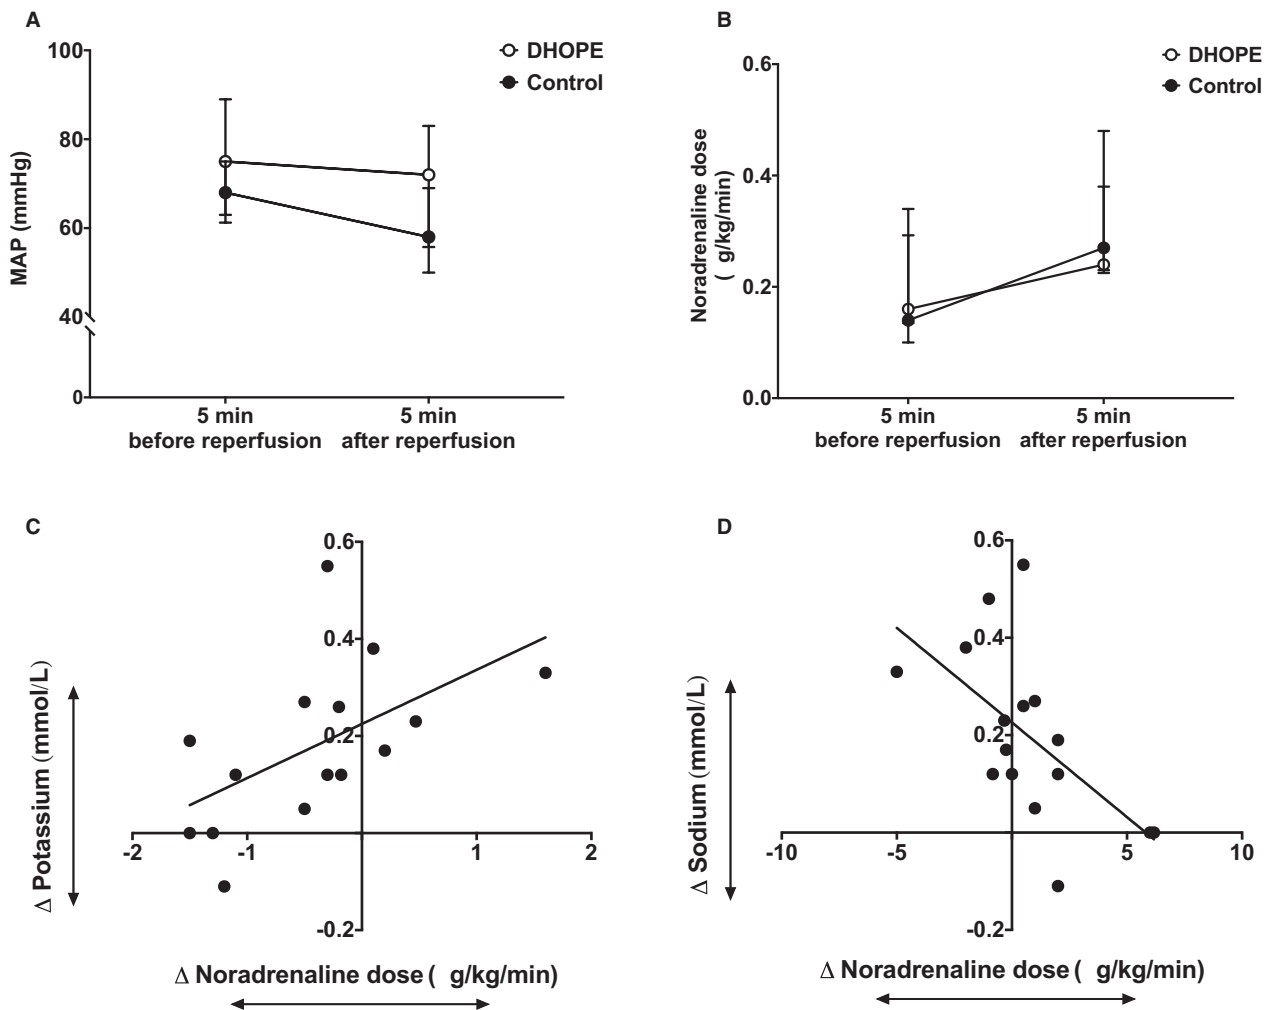 A
100
80
60
40
0
MAP (mmHg)
DHOPE
Control
5 min
before reperfusion
5 min
after reperfusion
B
0.6
0.4
0.2
0.0
Noradrenaline dose
( g/kg/min)
DHOPE
Control
5 min
before reperfusion
5 min
after reperfusion
C
0.6
0.4
0.2
-0.2
-2
-1
1
2
Δ Potassium (mmol/L)
Δ Noradrenaline dose ( g/kg/min)
D
0.6
0.4
0.2
-0.2
-10
-5
5
10
Δ Sodium (mmol/L)
Δ Noradrenaline dose ( g/kg/min)